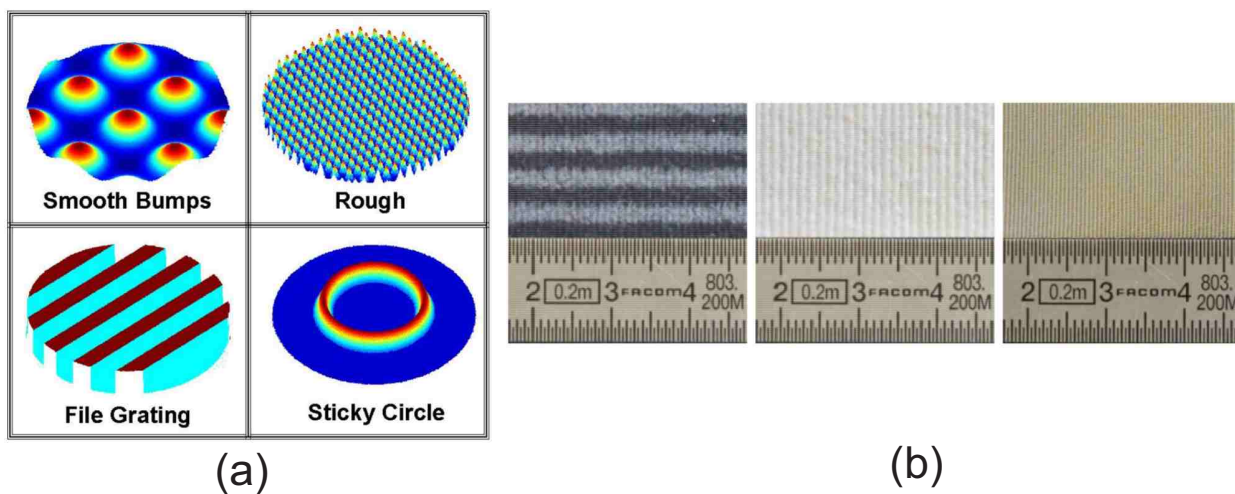 Smooth Bumps
Rough
File Grating
Sticky Circle
2 0.2m 3 FACOM 4 803. 200M
2 0.2m 3 FACOM 4 803. 200M
2 0.2m 3 FACOM 4 803. 200M
(a)
(b)